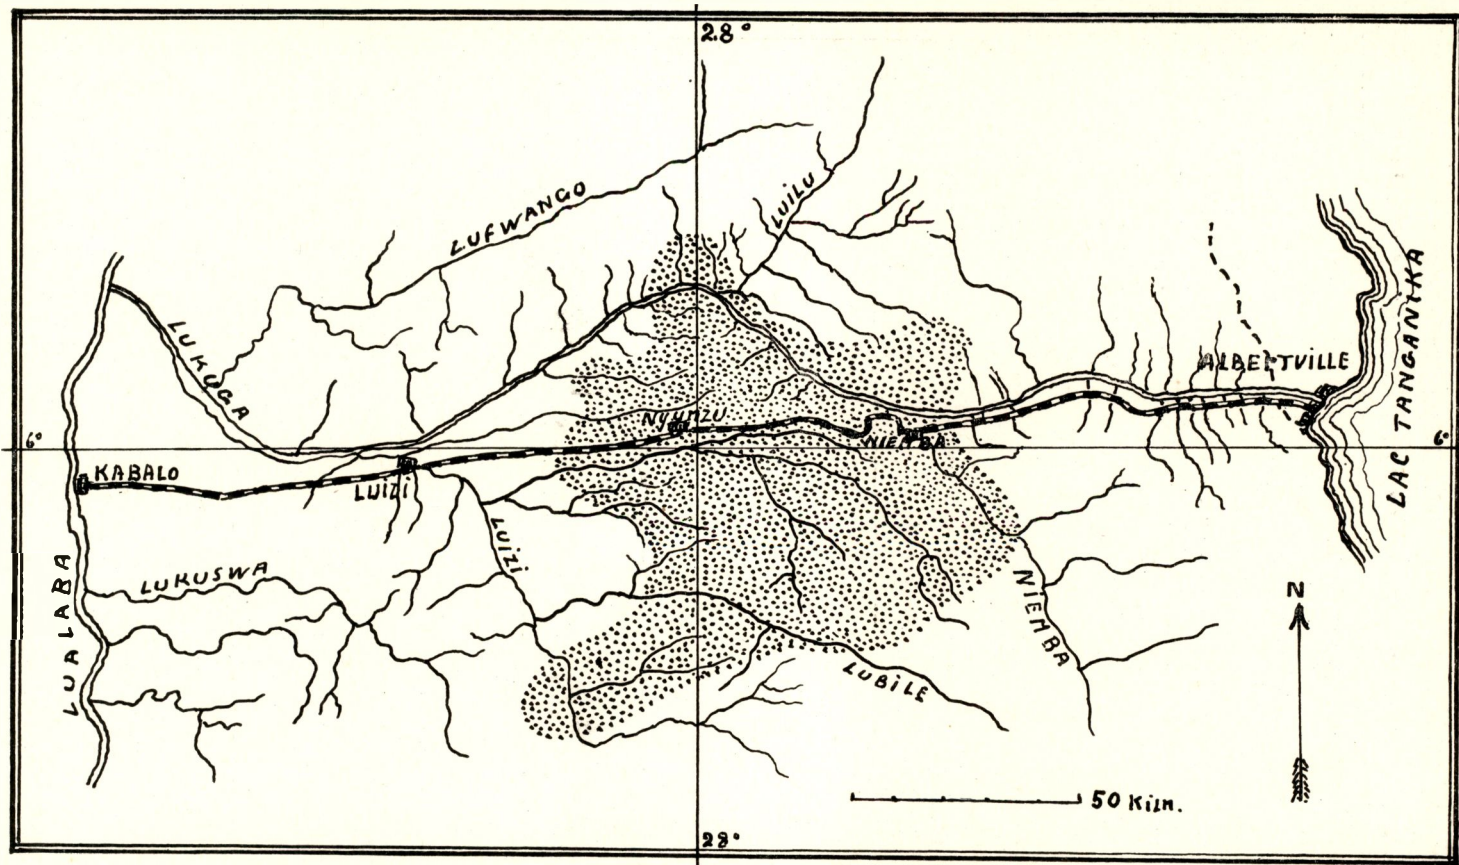 28°
LUFWANGO
LUILU
LUKUGA
ALBERTVILLE
LAC TANGANIKA
NYUNZU
NIEMBA
6°
6°
KABALO
LUIZI
LUIZI
LUKUSWA
LUALABA
NIEMBA
LUBILE
N
50 KiLM.
28°